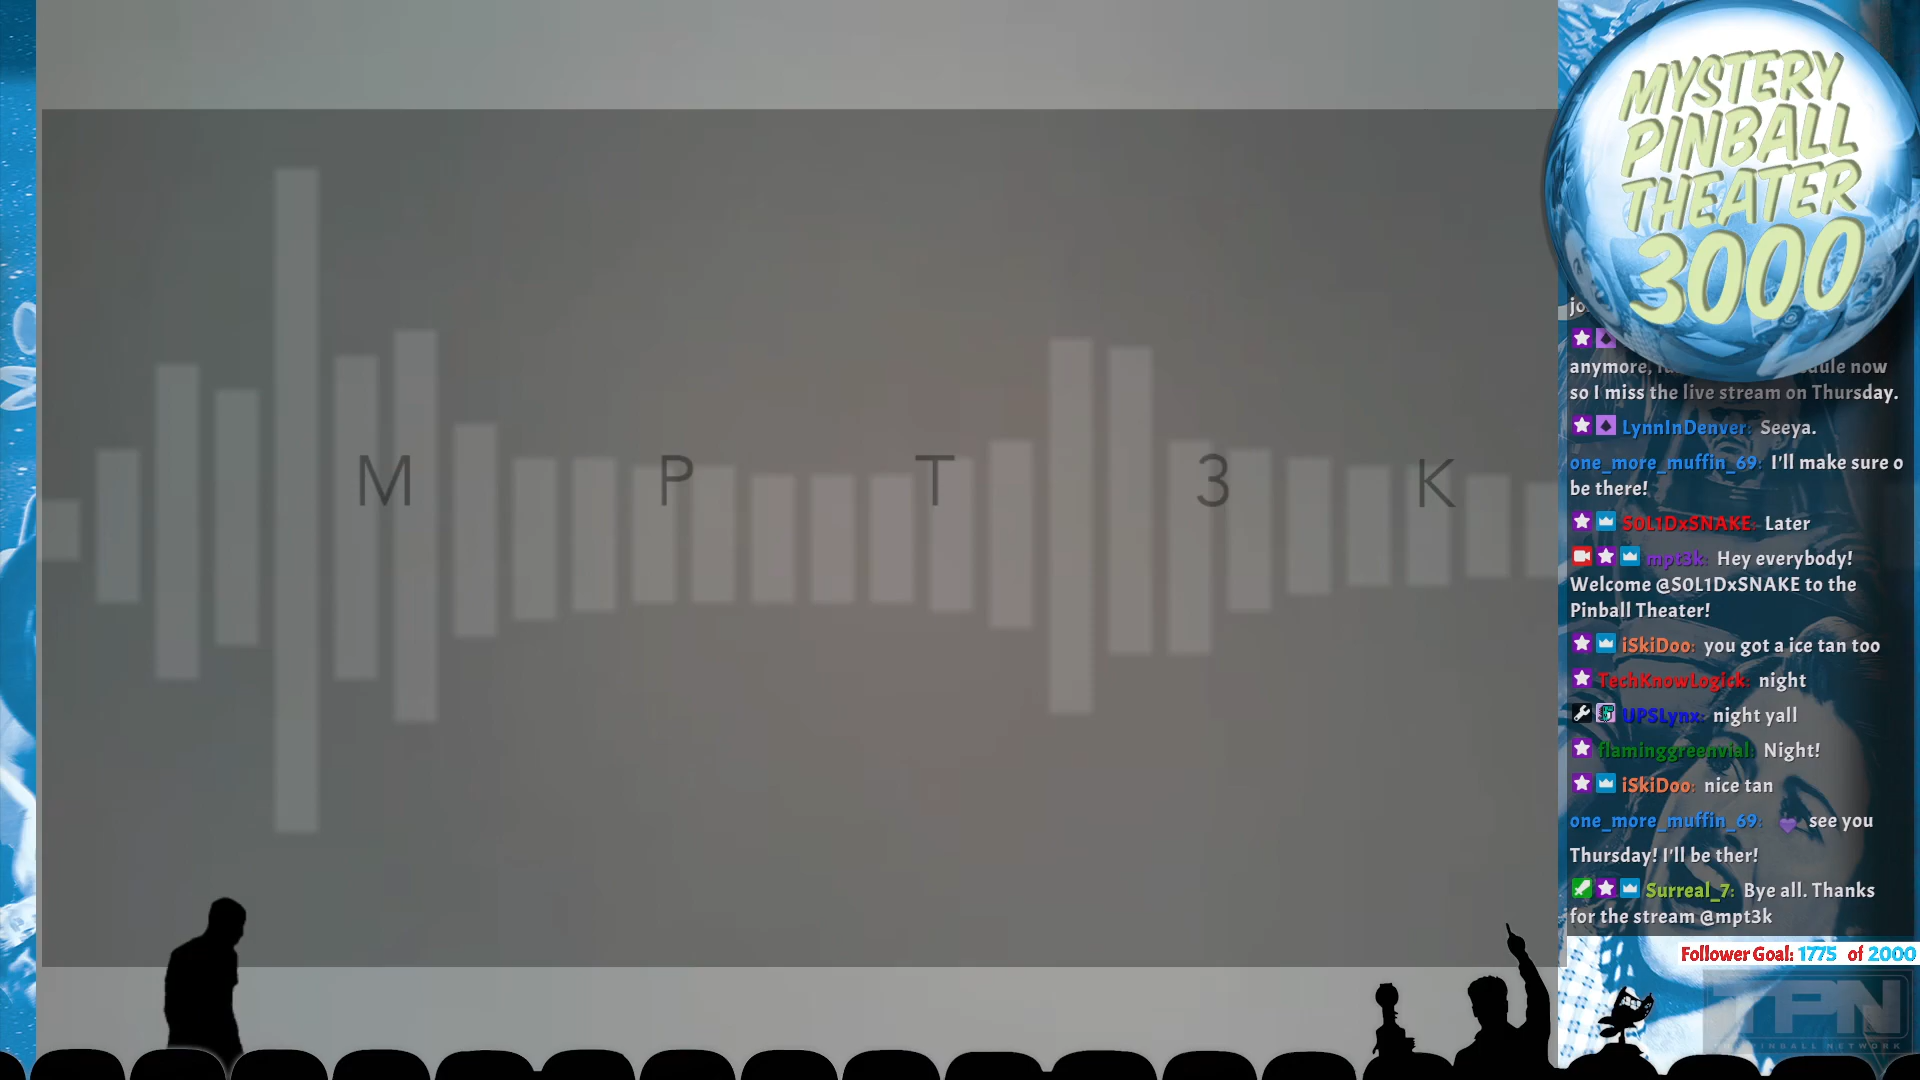 MYSTERY
PINBALL
THEATER
3000
M P T 3 K
anymore,
now
so I miss the live stream on Thursday.
LynnInDenver: Seeya.
one_more_muffin_69: I'll make sure o
be there!
S0L1DxSNAKE: Later
mpt3k: Hey everybody!
Welcome @S0L1DxSNAKE to the
Pinball Theater!
iSkiDoo: you got a ice tan too
TechKnowLogick: night
UPSLynx: night yall
flaminggreenvial: Night!
iSkiDoo: nice tan
one_more_muffin_69: see you
Thursday! I'll be ther!
Surreal_7: Bye all. Thanks
for the stream @mpt3k
Follower Goal: 1775 of 2000
TPN
PINBALL NETWORK